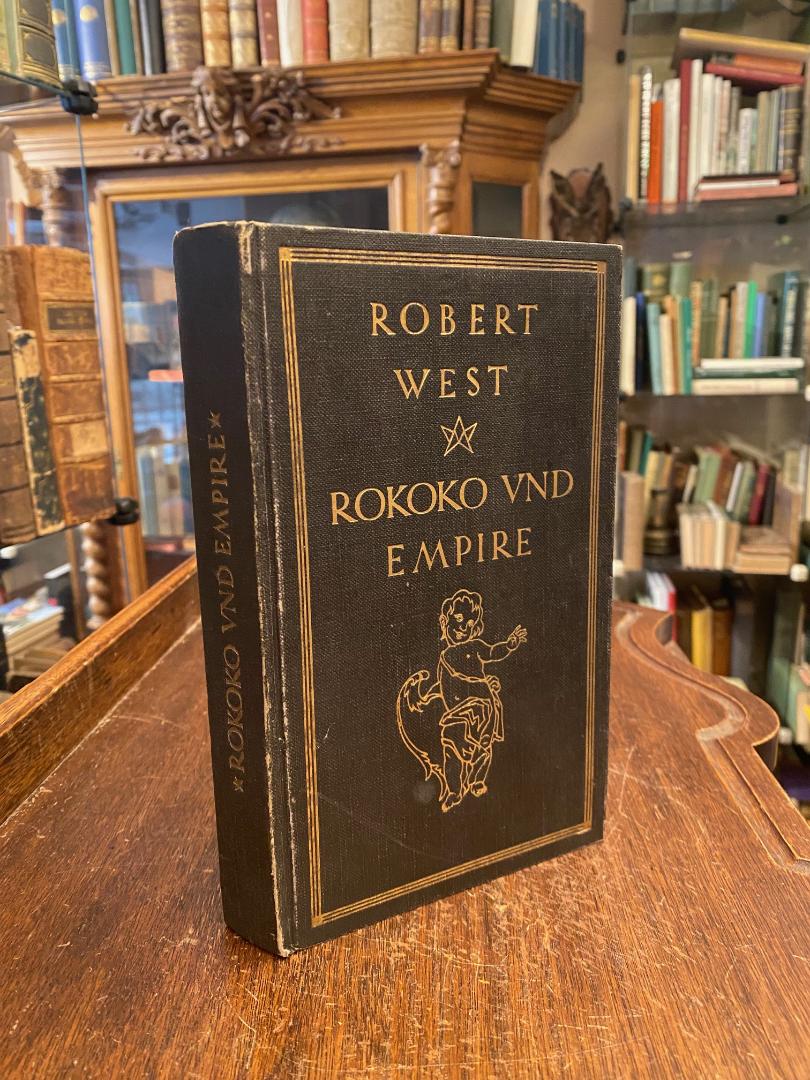 ROBERT
WEST
ROKOKO VND
EMPIRE
★ROKOKO VND EMPIRE★